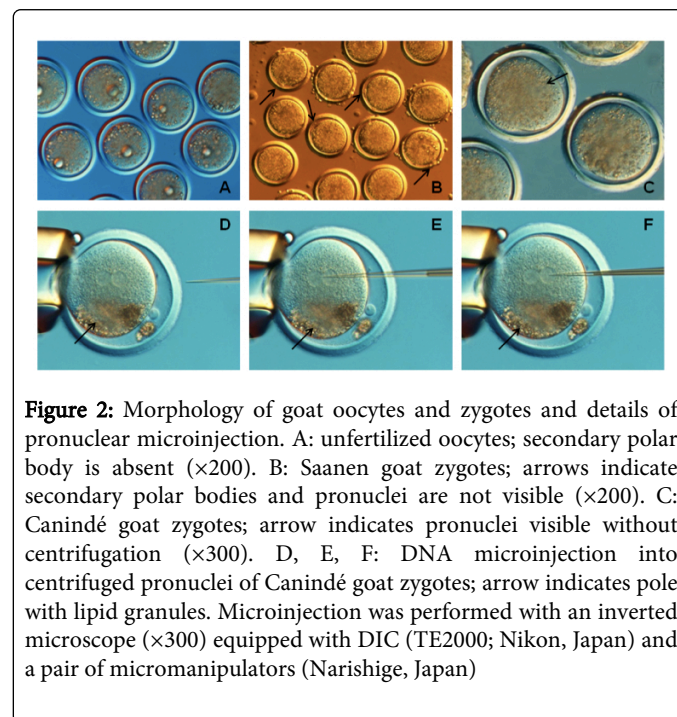 A
B
C
D
E
F
Figure 2: Morphology of goat oocytes and zygotes and details of
pronuclear microinjection. A: unfertilized oocytes; secondary polar
body is absent (×200). B: Saanen goat zygotes; arrows indicate
secondary polar bodies and pronuclei are not visible (×200). C:
Canindé goat zygotes; arrow indicates pronuclei visible without
centrifugation (×300). D, E, F: DNA microinjection into
centrifuged pronuclei of Canindé goat zygotes; arrow indicates pole
with lipid granules. Microinjection was performed with an inverted
microscope (×300) equipped with DIC (TE2000; Nikon, Japan) and
a pair of micromanipulators (Narishige, Japan)